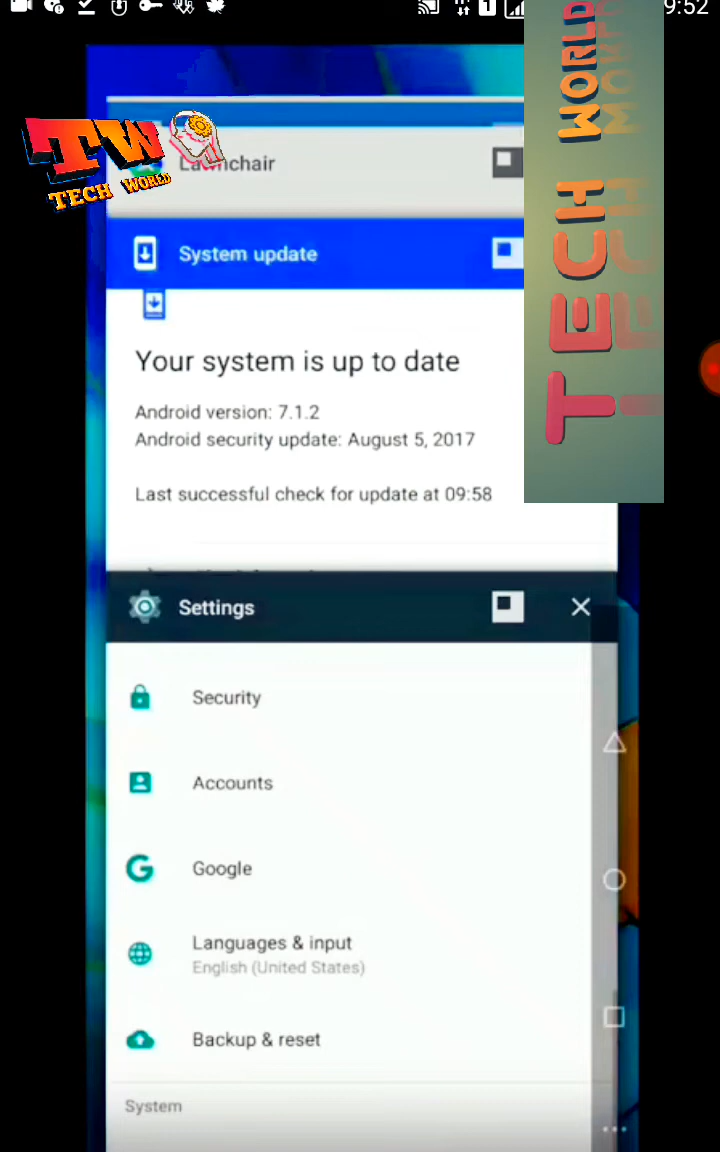 9:52
1
TW
TECH WORLD
TECH WORLD
System update
Your system is up to date
Android version: 7.1.2
Android security update: August 5, 2017
Last successful check for update at 09:58
Settings
Security
Accounts
Google
Languages & input
English (United States)
Backup & reset
System